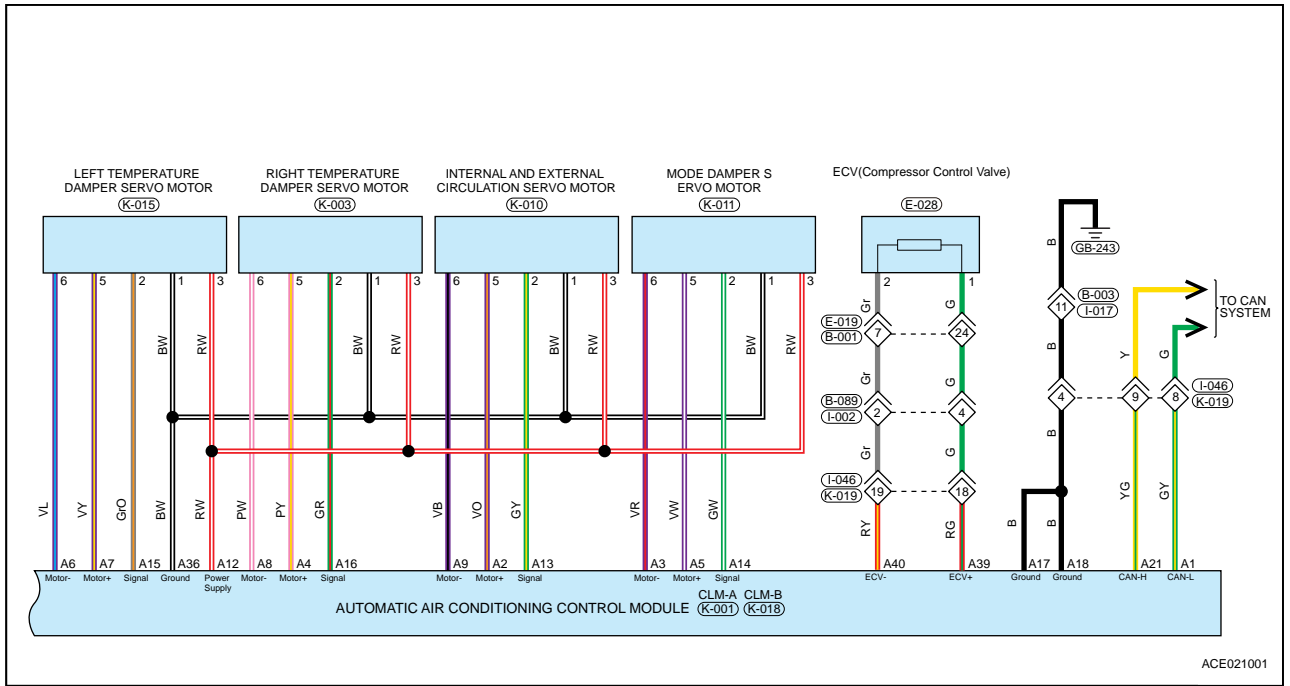 LEFT TEMPERATURE
DAMPER SERVO MOTOR
K-015
RIGHT TEMPERATURE
DAMPER SERVO MOTOR
K-003
INTERNAL AND EXTERNAL
CIRCULATION SERVO MOTOR
K-010
MODE DAMPER S
ERVO MOTOR
K-011
ECV(Compressor Control Valve)
E-028
GB-243
B
6 5 2 1 3
6 5 2 1 3
6 5 2 1 3
6 5 2 1 3
2 1
BW RW
BW RW
BW RW
BW RW
Gr G
E-019
B-001
7 24
B-003
I-017
11
TO CAN
SYSTEM
B Y G
Gr G
B-089
I-002
2 4
I-046
K-019
4 9 8
Gr G
B
I-046
K-019
19 18
VL VY GrO BW RW PW PY GR VB VO GY VR VW GW RY RG B B YG GY
A6 A7 A15 A36 A12 A8 A4 A16 A9 A2 A13 A3 A5 A14 A40 A39 A17 A18 A21 A1
Motor- Motor+ Signal Ground Power
Supply
Motor- Motor+ Signal
Motor- Motor+ Signal
Motor- Motor+ Signal
ECV- ECV+
Ground Ground
CAN-H CAN-L
AUTOMATIC AIR CONDITIONING CONTROL MODULE
CLM-A CLM-B
K-001 K-018
ACE021001